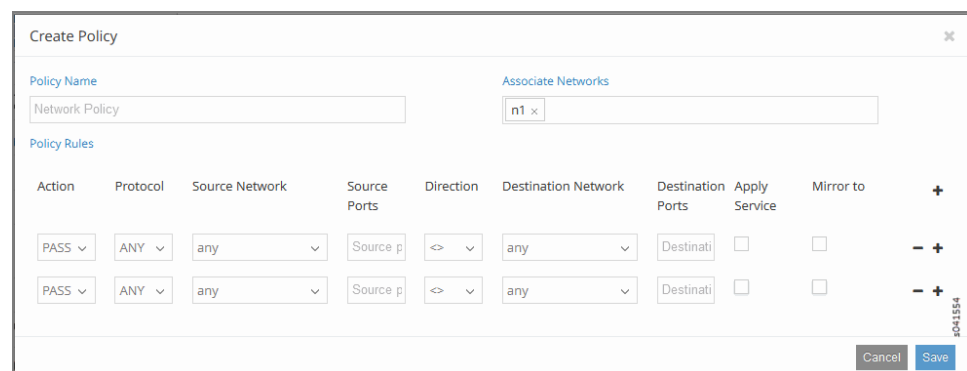 Create Policy ×
Policy Name Associate Networks
Network Policy n1 ×
Policy Rules
Action Protocol Source Network Source Ports Direction Destination Network Destination Ports Apply Service Mirror to +
PASS ANY any Source p <> any Destinati − +
PASS ANY any Source p <> any Destinati − +
s041554
Cancel Save